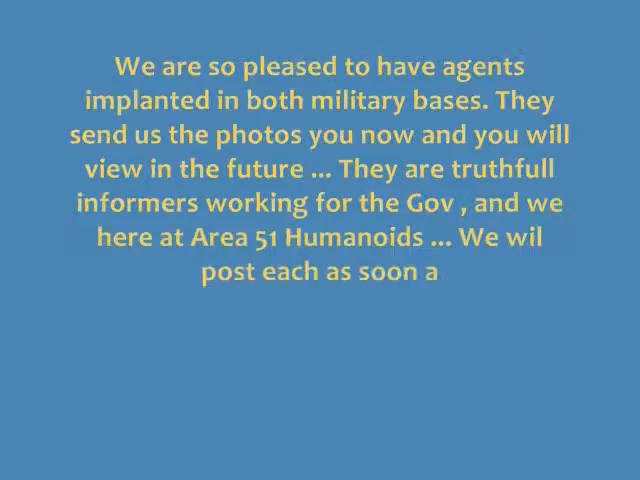 We are so pleased to have agents
implanted in both military bases. They
send us the photos you now and you will
view in the future ... They are truthfull
informers working for the Gov , and we
here at Area 51 Humanoids ... We wil
post each as soon a